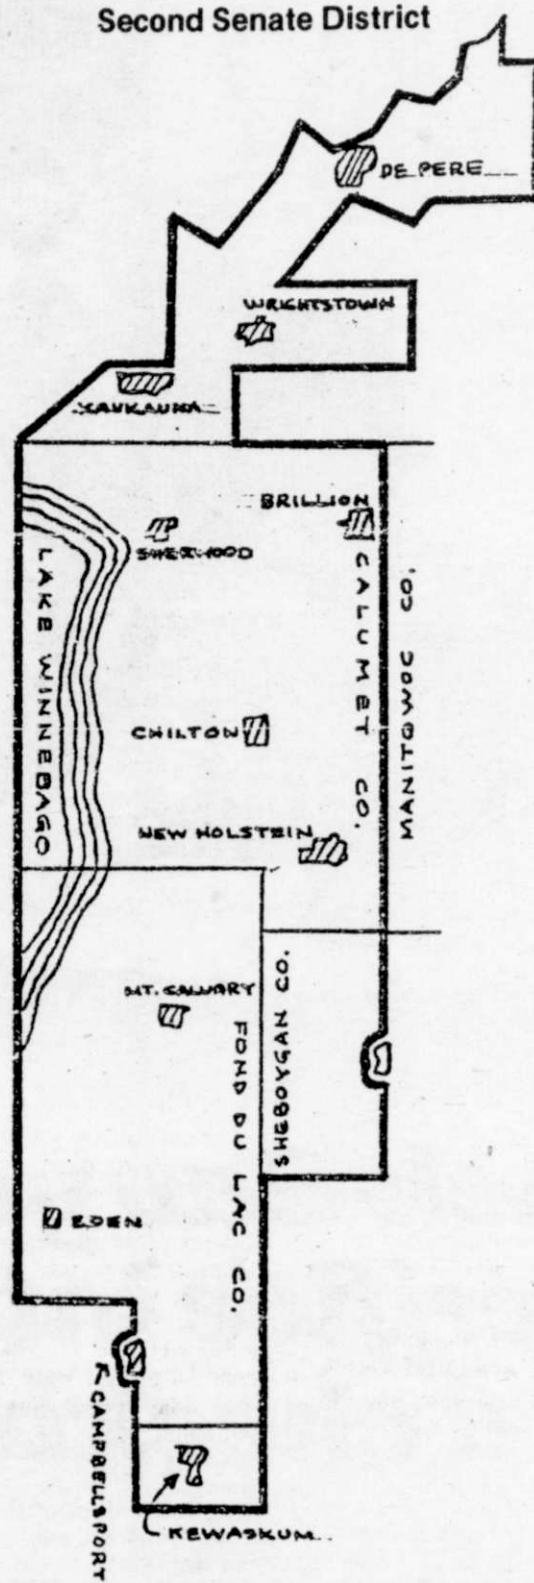 Second Senate District
DE PERE
WRIGHTSTOWN
KAUKAUNA
BRILLION
SHERWOOD
LAKE WINNEBAGO
CALUMET CO.
MANITOWOC CO.
CHILTON
NEW HOLSTEIN
MT. CALVARY
SHEBOYGAN CO.
FOND DU LAC CO.
EDEN
CAMPBELLSPORT
KEWASKUM